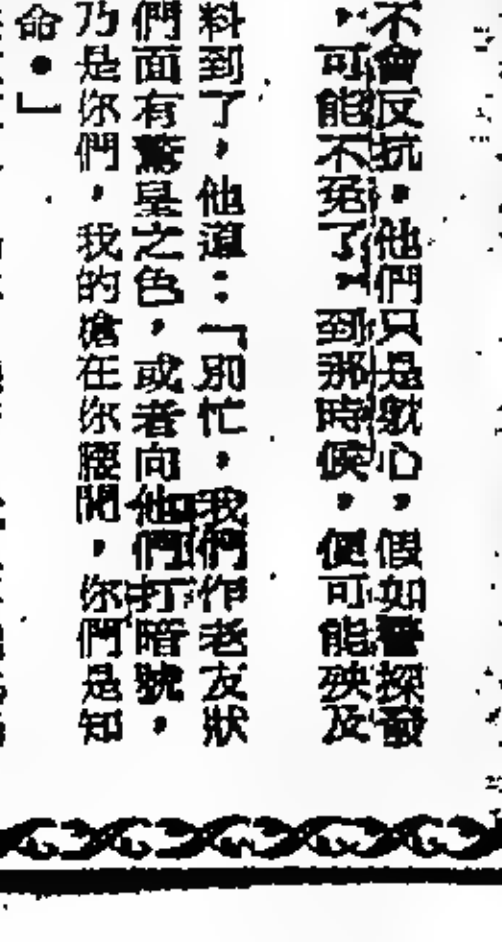 不會反抗。他們只是躭心，假如警探發
，可能不免了，到那時候，便可能殃及
料到了，他道：「別忙，我們作老友狀
們面有驚皇之色，或者向他們打暗號，
乃是你們，我的槍在你腰間，你們是知
命。」